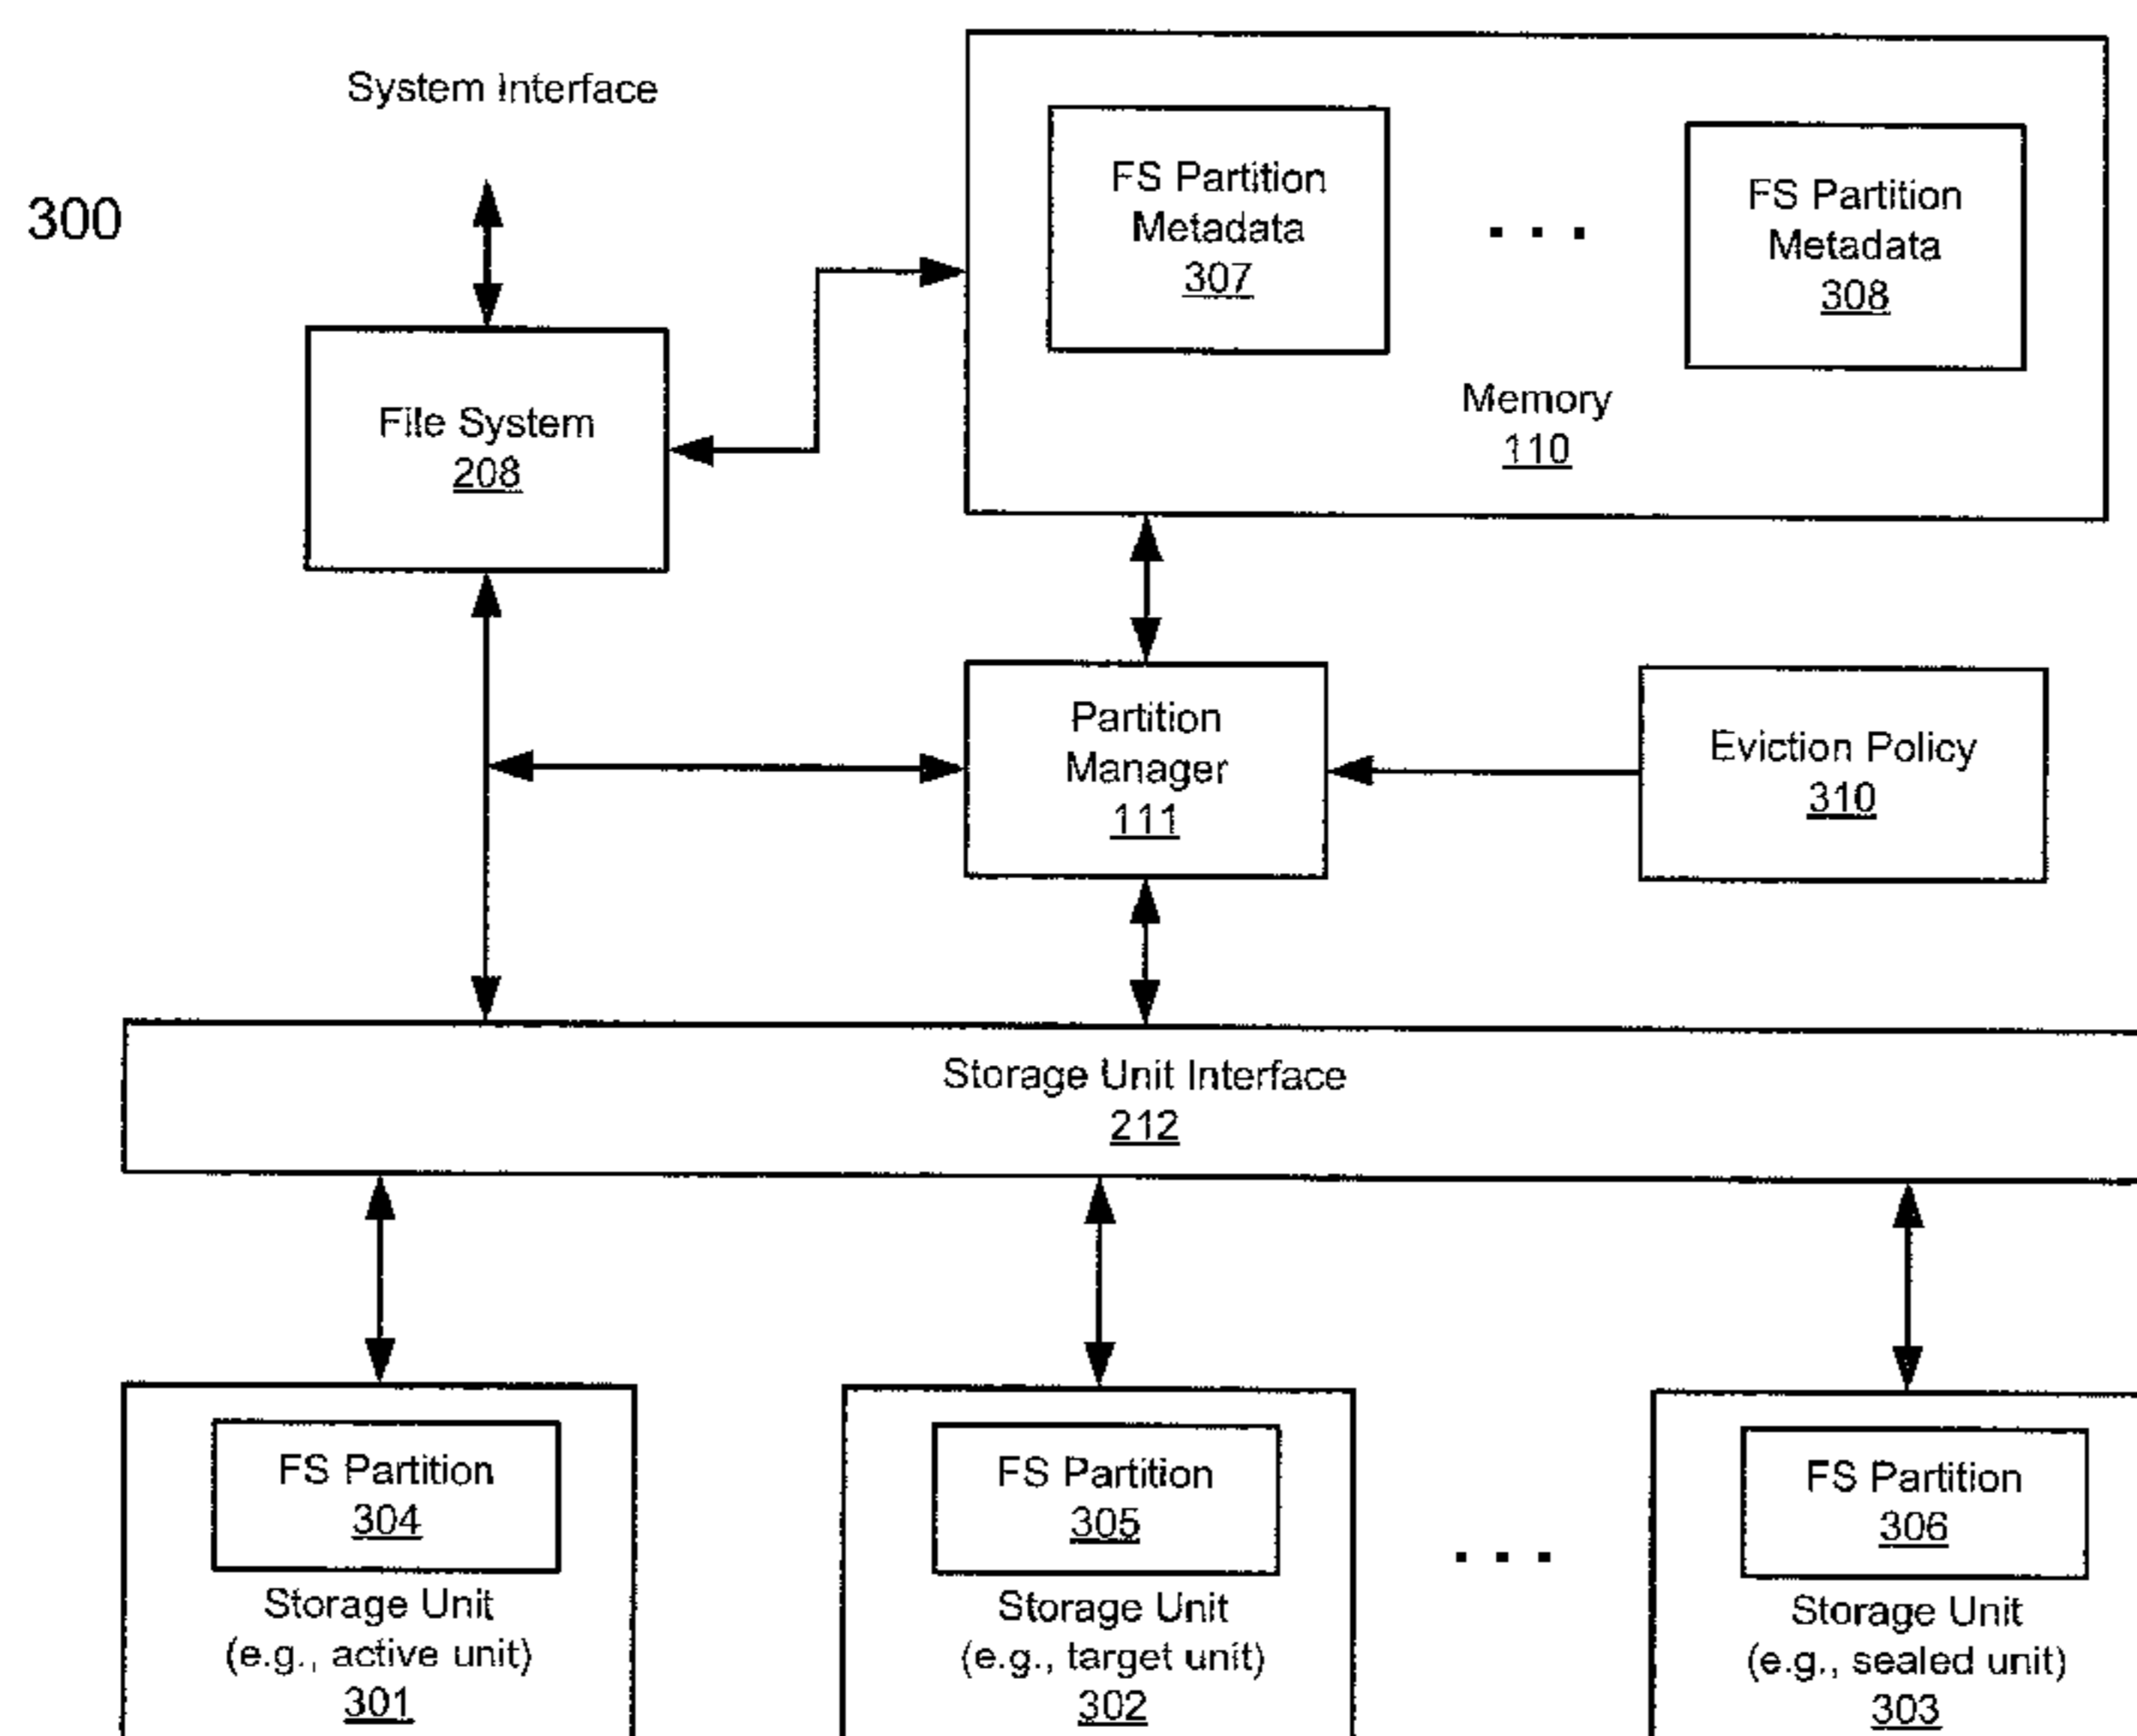 System Interface
300
FS Partition
Metadata
307
. . .
FS Partition
Metadata
308
Memory
110
File System
208
Partition
Manager
111
Eviction Policy
310
Storage Unit Interface
212
FS Partition
304
Storage Unit
(e.g., active unit)
301
FS Partition
305
Storage Unit
(e.g., target unit)
302
. . .
FS Partition
306
Storage Unit
(e.g., sealed unit)
303